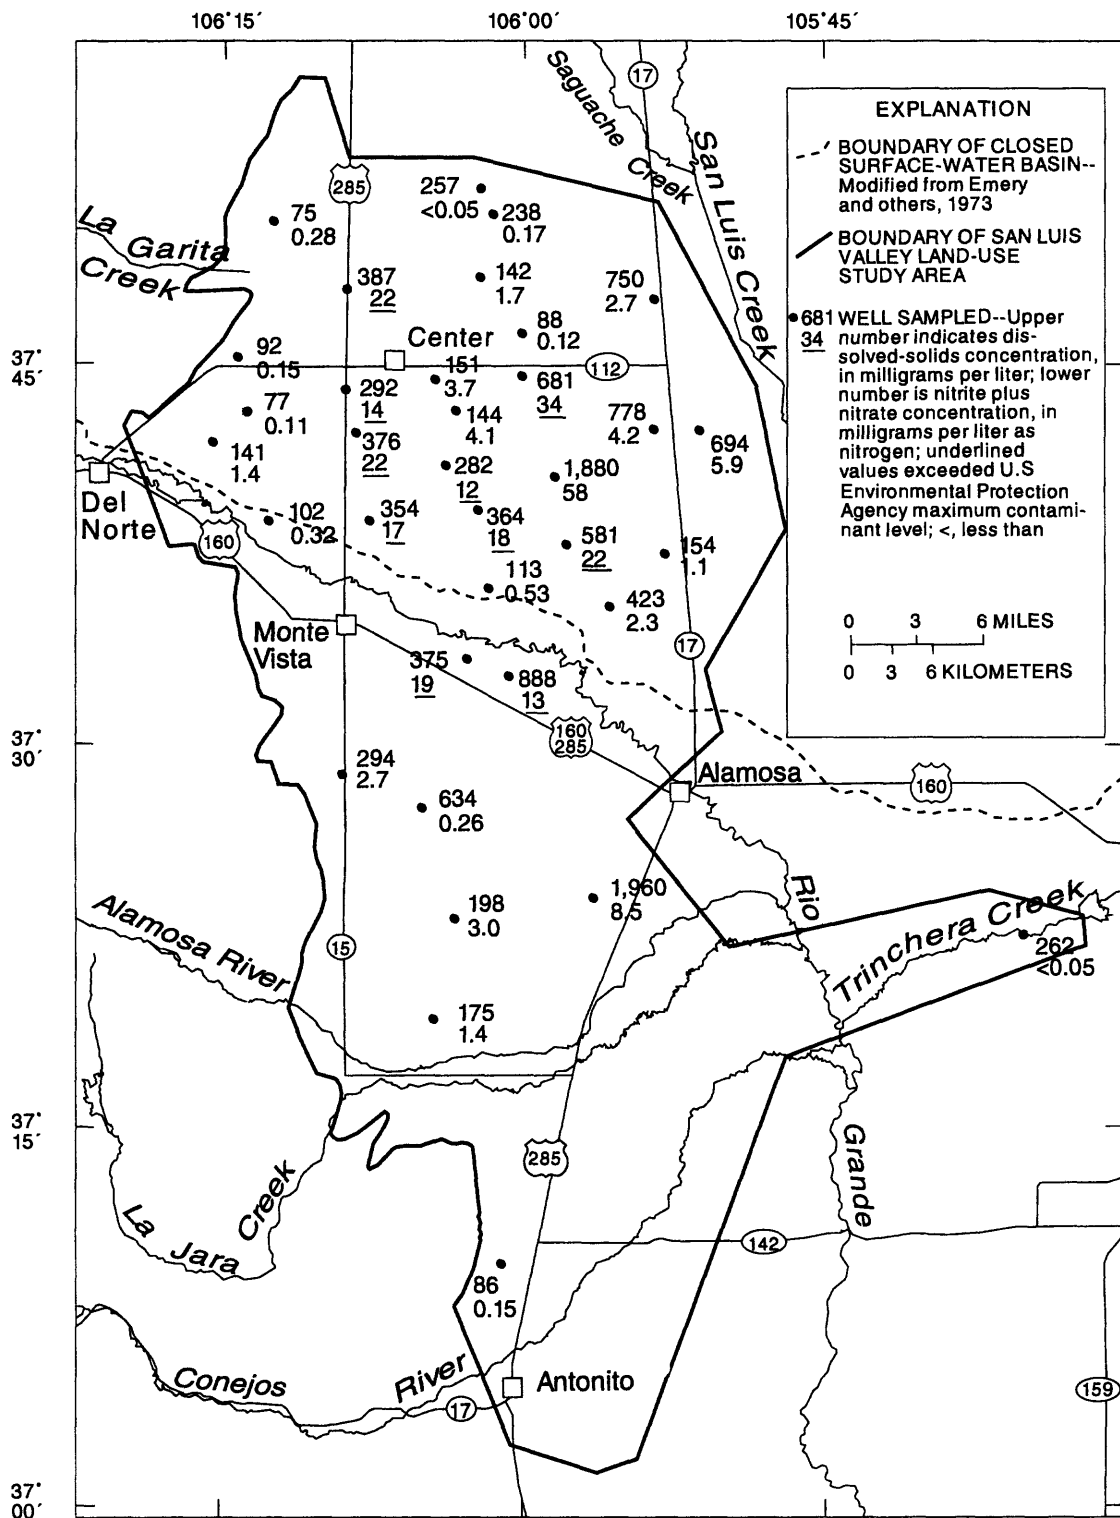 106°15′
106°00′
105°45′
Saguache Creek
17
San Luis Creek
EXPLANATION
BOUNDARY OF CLOSED
SURFACE-WATER BASIN--
Modified from Emery
and others, 1973
BOUNDARY OF SAN LUIS
VALLEY LAND-USE
STUDY AREA
681
34
WELL SAMPLED--Upper
number indicates dis-
solved-solids concentration,
in milligrams per liter; lower
number is nitrite plus
nitrate concentration, in
milligrams per liter as
nitrogen; underlined
values exceeded U.S
Environmental Protection
Agency maximum contami-
nant level; <, less than
0 3 6 MILES
0 3 6 KILOMETERS
285
257
<0.05
238
0.17
75
0.28
La Garita
Creek
387
22
142
1.7
750
2.7
Center
88
0.12
37°
45′
92
0.15
151
3.7
112
292
14
681
34
77
0.11
144
4.1
778
4.2
694
5.9
141
1.4
376
22
282
12
1,880
58
Del
Norte
102
0.32
354
17
364
18
160
581
22
154
1.1
113
0.53
423
2.3
Monte
Vista
17
375
19
888
13
37°
30′
160
285
294
2.7
Alamosa
160
634
0.26
198
3.0
1,960
8.5
Rio
Trinchera Creek
262
<0.05
Alamosa River
15
175
1.4
37°
15′
285
Grande
La Jara Creek
142
86
0.15
Conejos River
Antonito
17
159
37°
00′